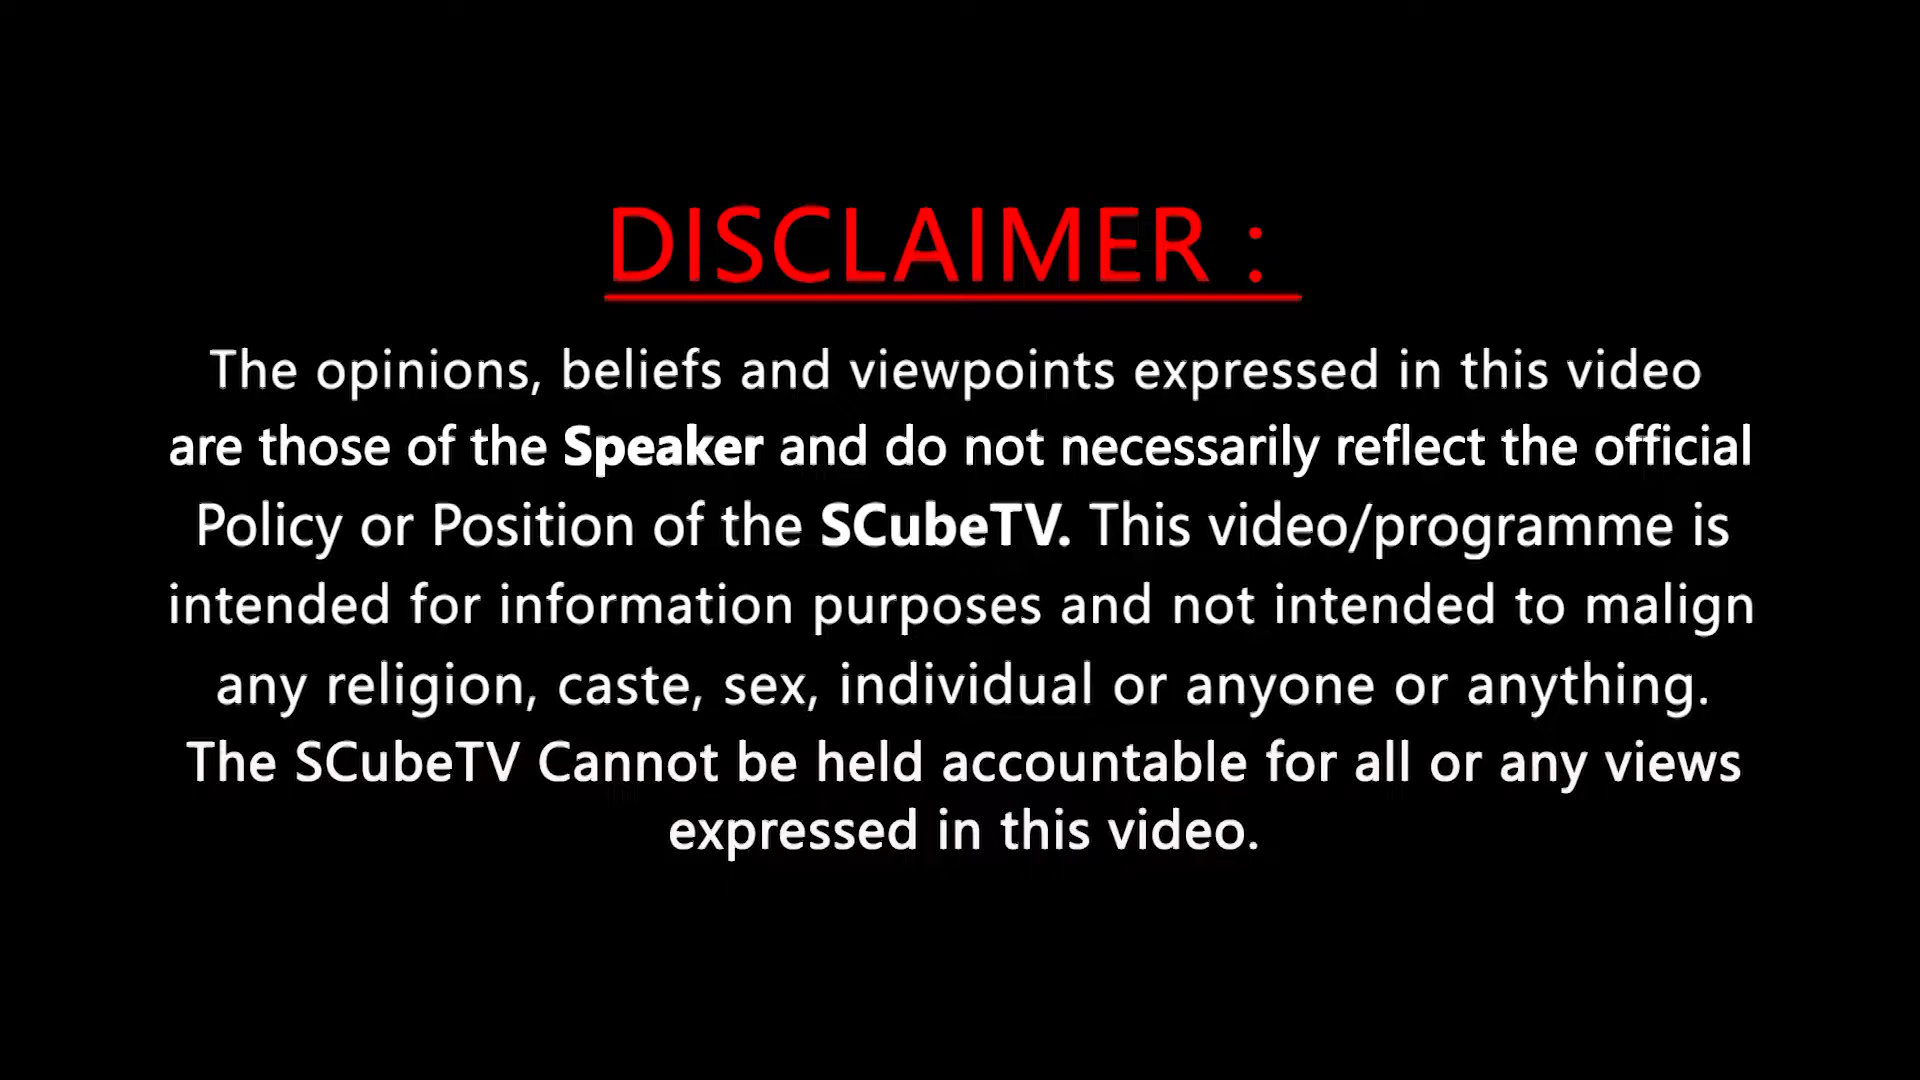 DISCLAIMER :
The opinions, beliefs and viewpoints expressed in this video
are those of the Speaker and do not necessarily reflect the official
Policy or Position of the SCubeTV. This video/programme is
intended for information purposes and not intended to malign
any religion, caste, sex, individual or anyone or anything.
The SCubeTV Cannot be held accountable for all or any views
expressed in this video.